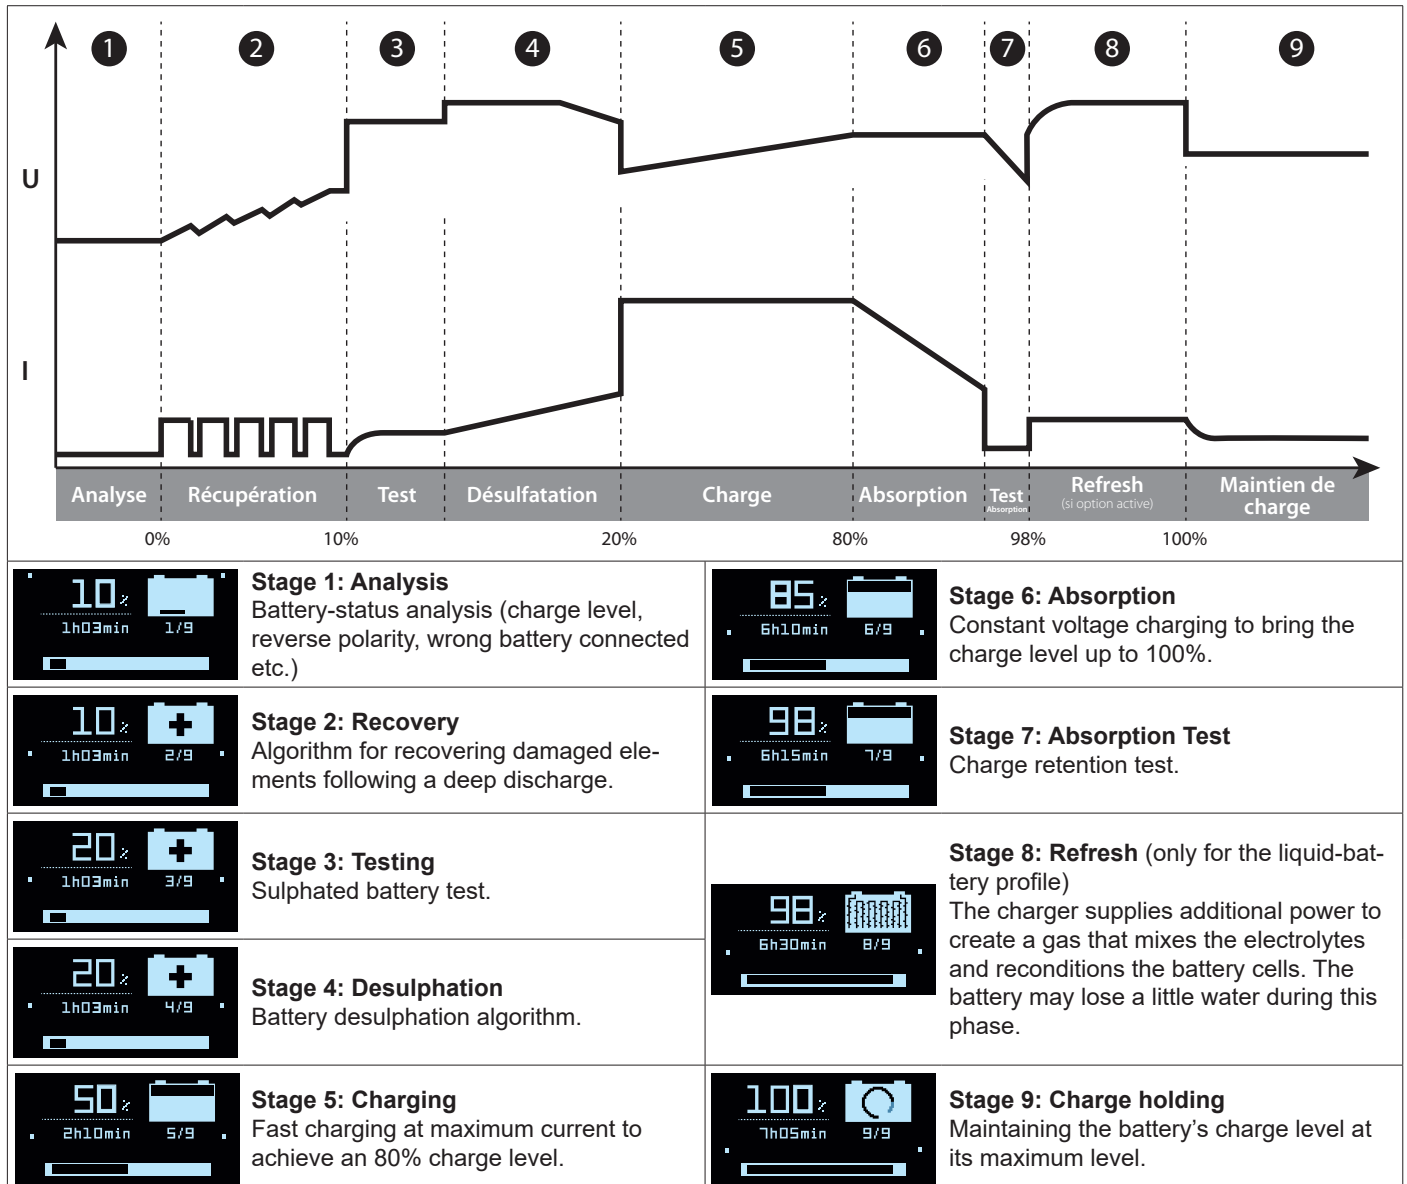 1 2 3 4 5 6 7 8 9
U
I
Analyse Récupération Test Désulfatation Charge Absorption Test Absorption Refresh (si option active) Maintien de charge
0% 10% 20% 80% 98% 100%
10%
1h03min 1/9
Stage 1: Analysis
Battery-status analysis (charge level,
reverse polarity, wrong battery connected
etc.)
10%
1h03min 2/9
Stage 2: Recovery
Algorithm for recovering damaged ele-
ments following a deep discharge.
20%
1h03min 3/9
Stage 3: Testing
Sulphated battery test.
20%
1h03min 4/9
Stage 4: Desulphation
Battery desulphation algorithm.
50%
2h10min 5/9
Stage 5: Charging
Fast charging at maximum current to
achieve an 80% charge level.
85%
6h10min 6/9
Stage 6: Absorption
Constant voltage charging to bring the
charge level up to 100%.
98%
6h15min 7/9
Stage 7: Absorption Test
Charge retention test.
98%
6h30min 8/9
Stage 8: Refresh (only for the liquid-bat-
tery profile)
The charger supplies additional power to
create a gas that mixes the electrolytes
and reconditions the battery cells. The
battery may lose a little water during this
phase.
100%
7h05min 9/9
Stage 9: Charge holding
Maintaining the battery's charge level at
its maximum level.